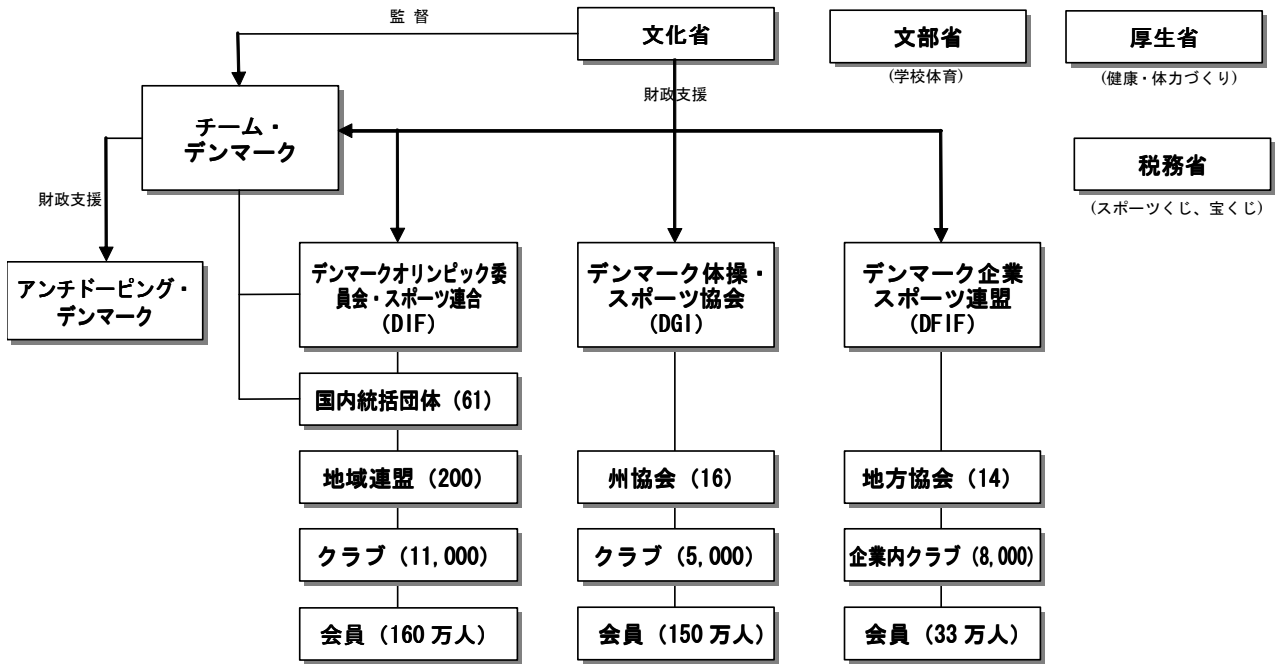 監 督
文化省
文部省
(学校体育)
厚生省
(健康・体力づくり)
財政支援
チーム・
デンマーク
税務省
(スポーツくじ、宝くじ)
財政支援
アンチドーピング・
デンマーク
デンマークオリンピック委
員会・スポーツ連合
(DIF)
デンマーク体操・
スポーツ協会
(DGI)
デンマーク企業
スポーツ連盟
(DFIF)
国内統括団体 (61)
地域連盟 (200)
州協会 (16)
地方協会 (14)
クラブ (11,000)
クラブ (5,000)
企業内クラブ (8,000)
会員 (160 万人)
会員 (150 万人)
会員 (33 万人)